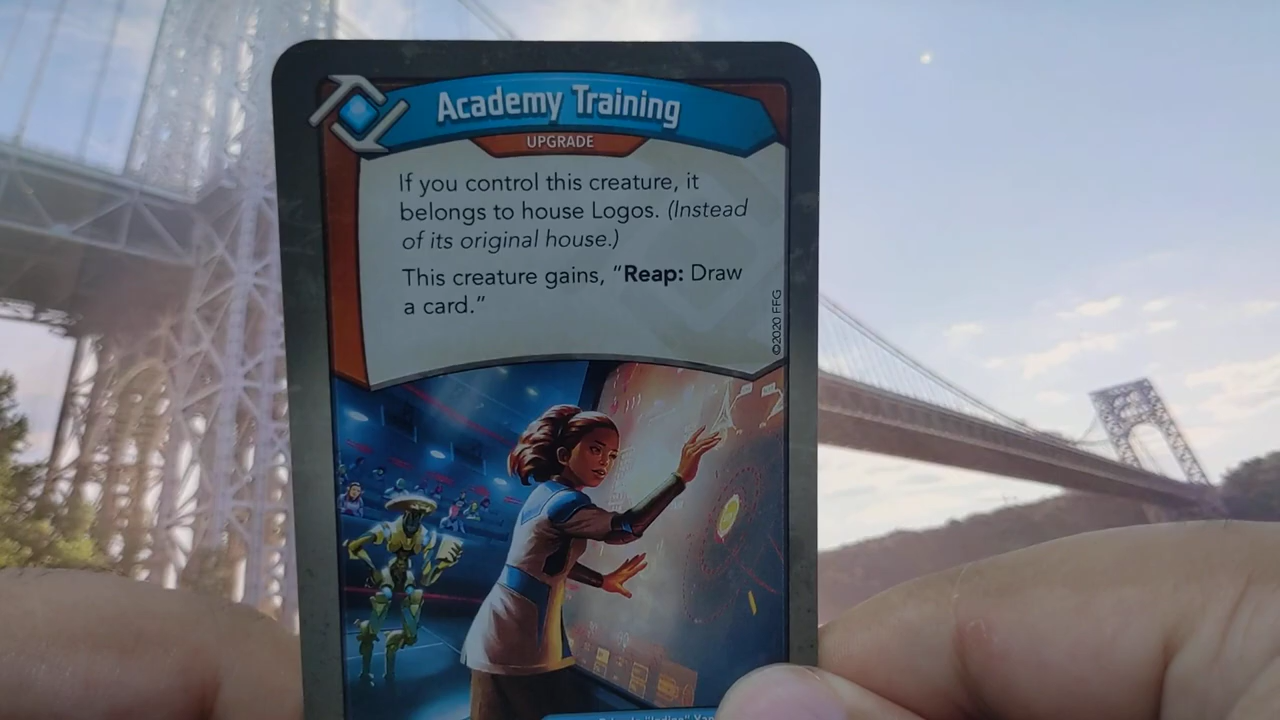 Academy Training
UPGRADE
If you control this creature, it
belongs to house Logos. (Instead
of its original house.)
This creature gains, “Reap: Draw
a card.”
©2020 FFG